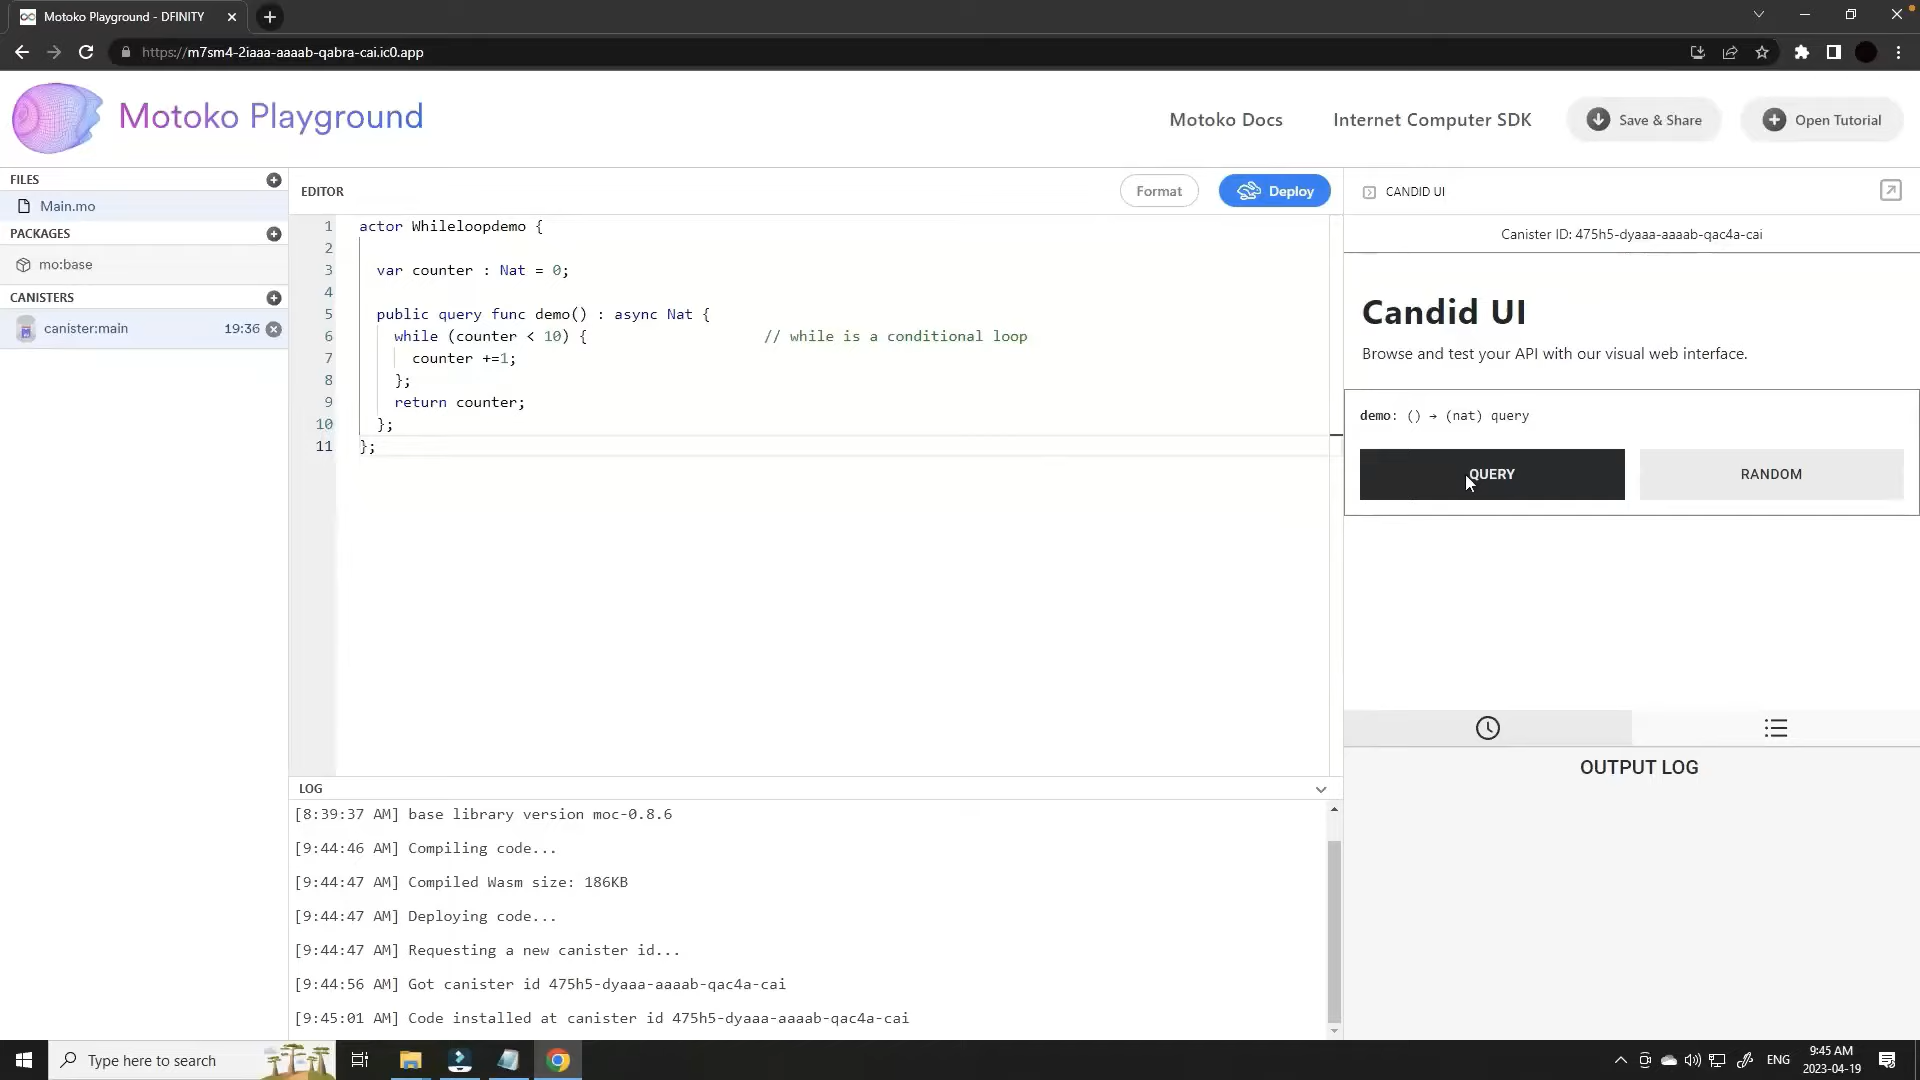 Motoko Playground - DFINITY
https://m7sm4-2iaaa-aaaab-qabra-cai.ic0.app
Motoko Playground
Motoko Docs
Internet Computer SDK
Save & Share
Open Tutorial
FILES
Main.mo
PACKAGES
mo:base
CANISTERS
canister:main 19:36
EDITOR
Format
Deploy
1 actor Whileloopdemo {
2
3 var counter : Nat = 0;
4
5 public query func demo() : async Nat {
6 while (counter < 10) { // while is a conditional loop
7 counter +=1;
8 };
9 return counter;
10 };
11 };
LOG
[8:39:37 AM] base library version moc-0.8.6
[9:44:46 AM] Compiling code...
[9:44:47 AM] Compiled Wasm size: 186KB
[9:44:47 AM] Deploying code...
[9:44:47 AM] Requesting a new canister id...
[9:44:56 AM] Got canister id 475h5-dyaaa-aaaab-qac4a-cai
[9:45:01 AM] Code installed at canister id 475h5-dyaaa-aaaab-qac4a-cai
CANDID UI
Canister ID: 475h5-dyaaa-aaaab-qac4a-cai
Candid UI
Browse and test your API with our visual web interface.
demo: () → (nat) query
QUERY
RANDOM
OUTPUT LOG
Type here to search
ENG
9:45 AM
2023-04-19